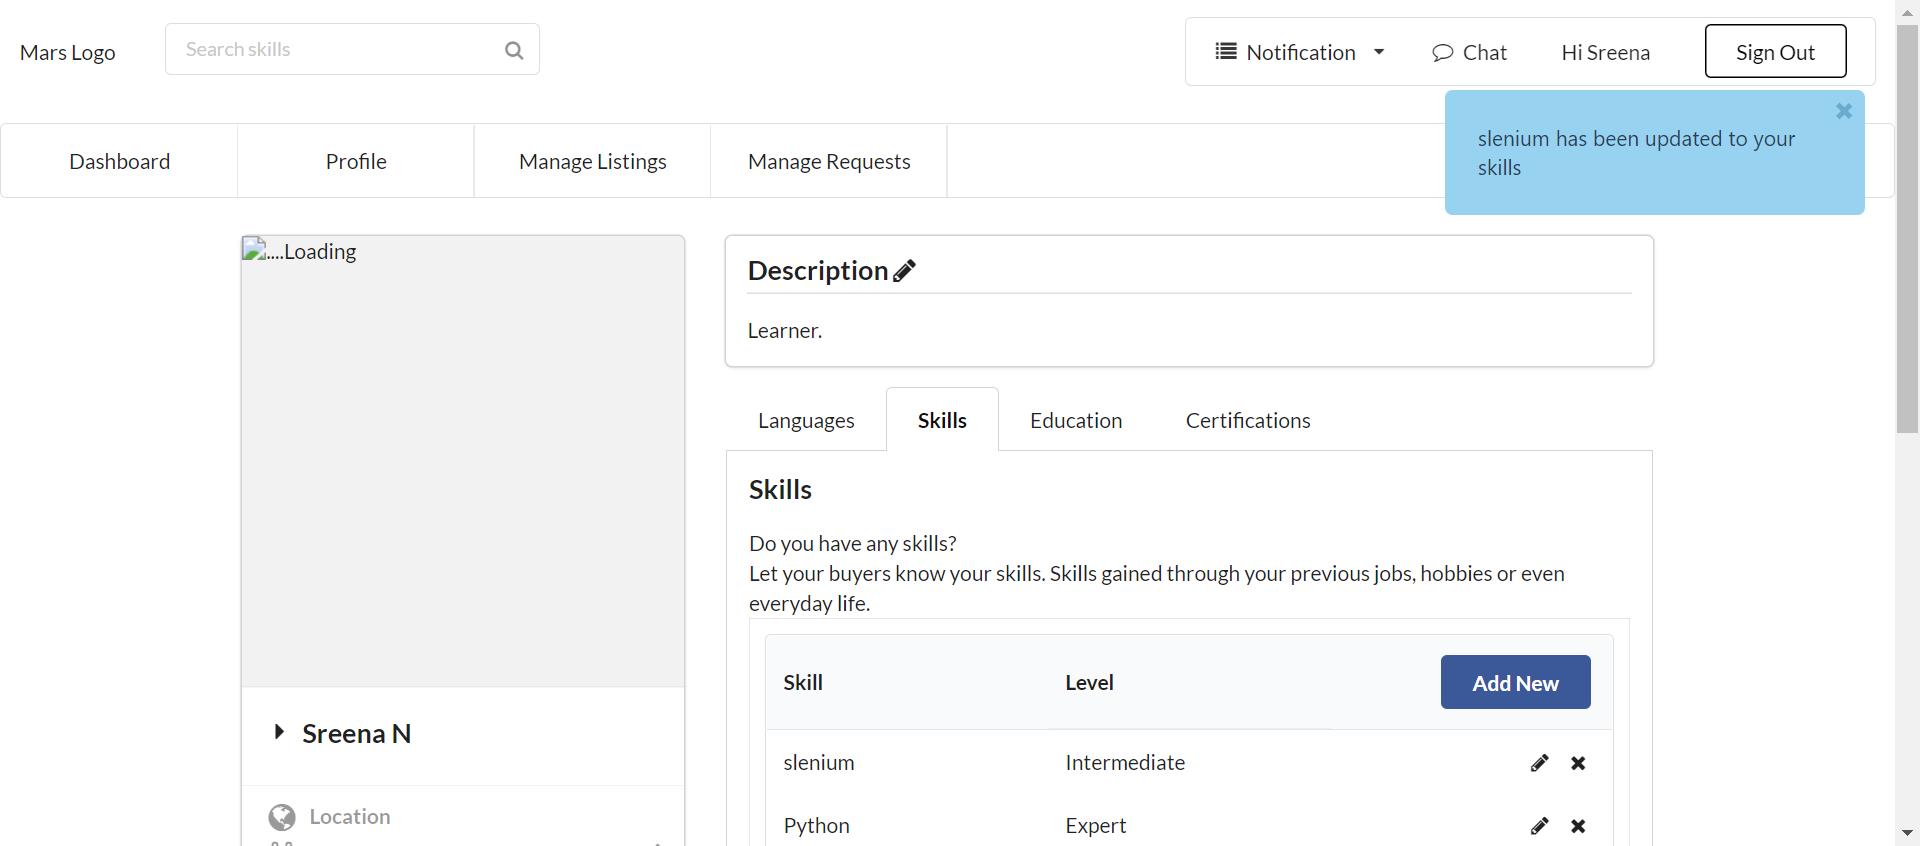 Mars Logo
Search skills
Notification
Chat
Hi Sreena
Sign Out
slenium has been updated to your
skills
Dashboard
Profile
Manage Listings
Manage Requests
....Loading
Description
Learner.
Languages
Skills
Education
Certifications
Skills
Do you have any skills?
Let your buyers know your skills. Skills gained through your previous jobs, hobbies or even
everyday life.
Skill
Level
Add New
slenium
Intermediate
Python
Expert
Sreena N
Location